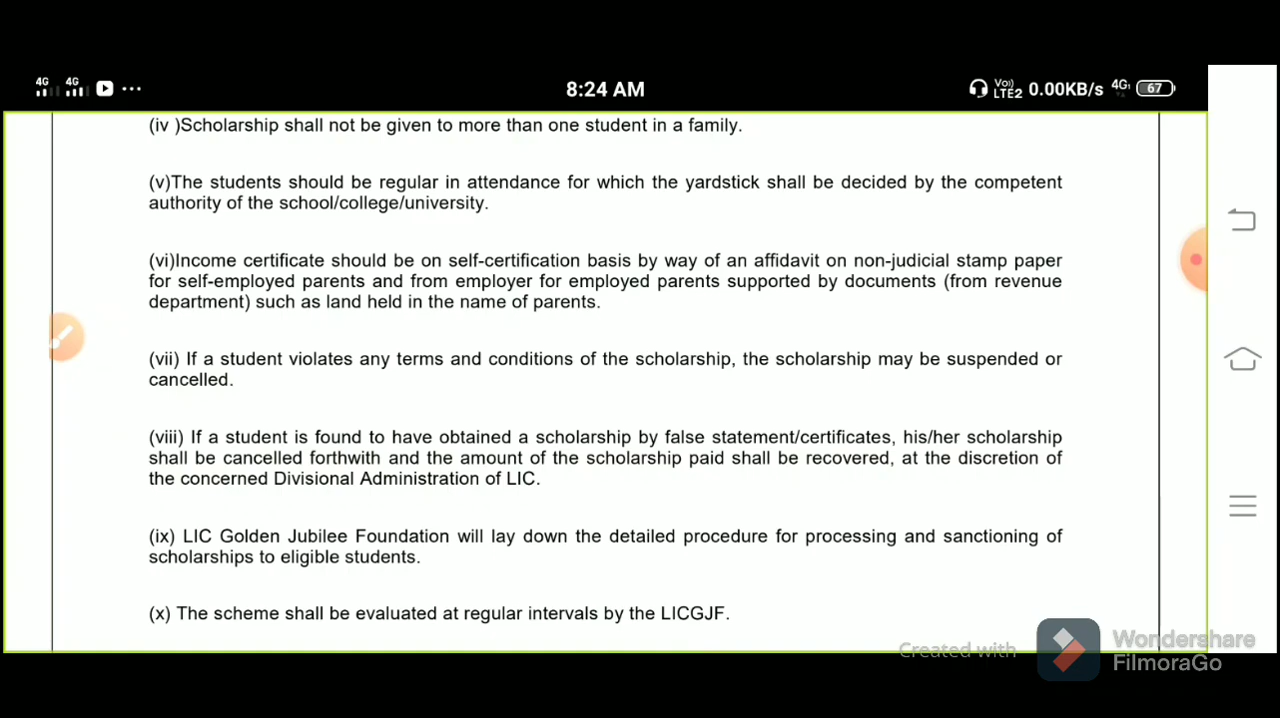 4G 4G ... 8:24 AM Vo) LTE2 0.00KB/s 4G 67
(iv )Scholarship shall not be given to more than one student in a family.
(v)The students should be regular in attendance for which the yardstick shall be decided by the competent
authority of the school/college/university.
(vi)Income certificate should be on self-certification basis by way of an affidavit on non-judicial stamp paper
for self-employed parents and from employer for employed parents supported by documents (from revenue
department) such as land held in the name of parents.
(vii) If a student violates any terms and conditions of the scholarship, the scholarship may be suspended or
cancelled.
(viii) If a student is found to have obtained a scholarship by false statement/certificates, his/her scholarship
shall be cancelled forthwith and the amount of the scholarship paid shall be recovered, at the discretion of
the concerned Divisional Administration of LIC.
(ix) LIC Golden Jubilee Foundation will lay down the detailed procedure for processing and sanctioning of
scholarships to eligible students.
(x) The scheme shall be evaluated at regular intervals by the LICGJF.
Created with Wondershare
FilmoraGo